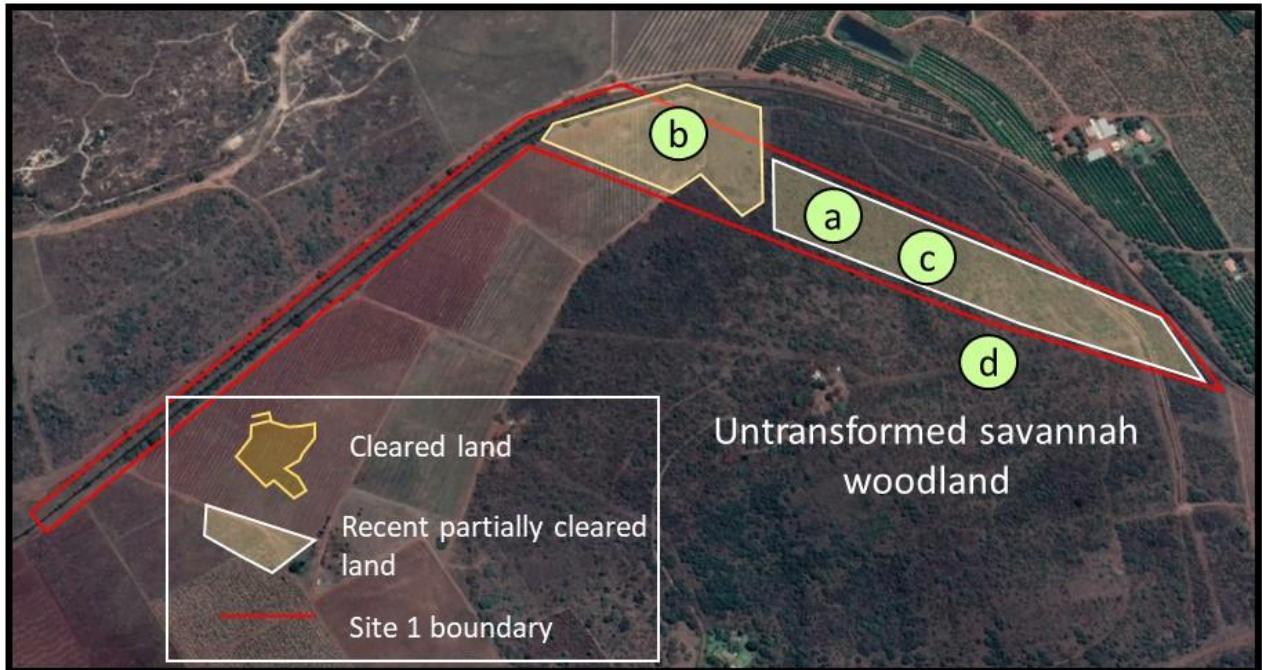 b
a
c
d
Untransformed savannah
woodland
Cleared land
Recent partially cleared
land
Site 1 boundary